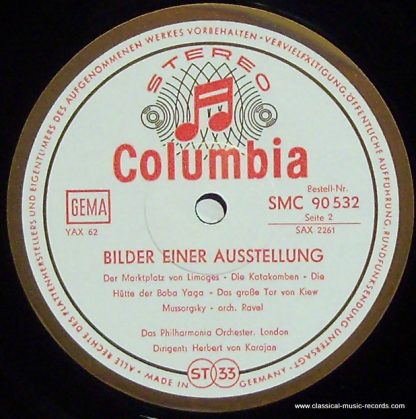 ALLE RECHTE DES PLATTENHERSTELLERS UND EIGENTÜMERS DES AUFGENOMMENEN WERKES VORBEHALTEN · VERVIELFÄLTIGUNG, ÖFFENTLICHE AUFFÜHRUNG, RUNDFUNKSENDUNG UNTERSAGT ·
STEREO
Columbia
Bestell-Nr.
GEMA
SMC 90 532
Seite 2
YAX 62
SAX 2261
BILDER EINER AUSSTELLUNG
Der Marktplatz von Limoges - Die Katakomben - Die
Hütte der Baba Yaga - Das große Tor von Kiew
Mussorgsky - orch. Ravel
Das Philharmonia Orchester, London
Dirigent: Herbert von Karajan
MADE IN GERMANY
ST 33
www.classical-music-records.com